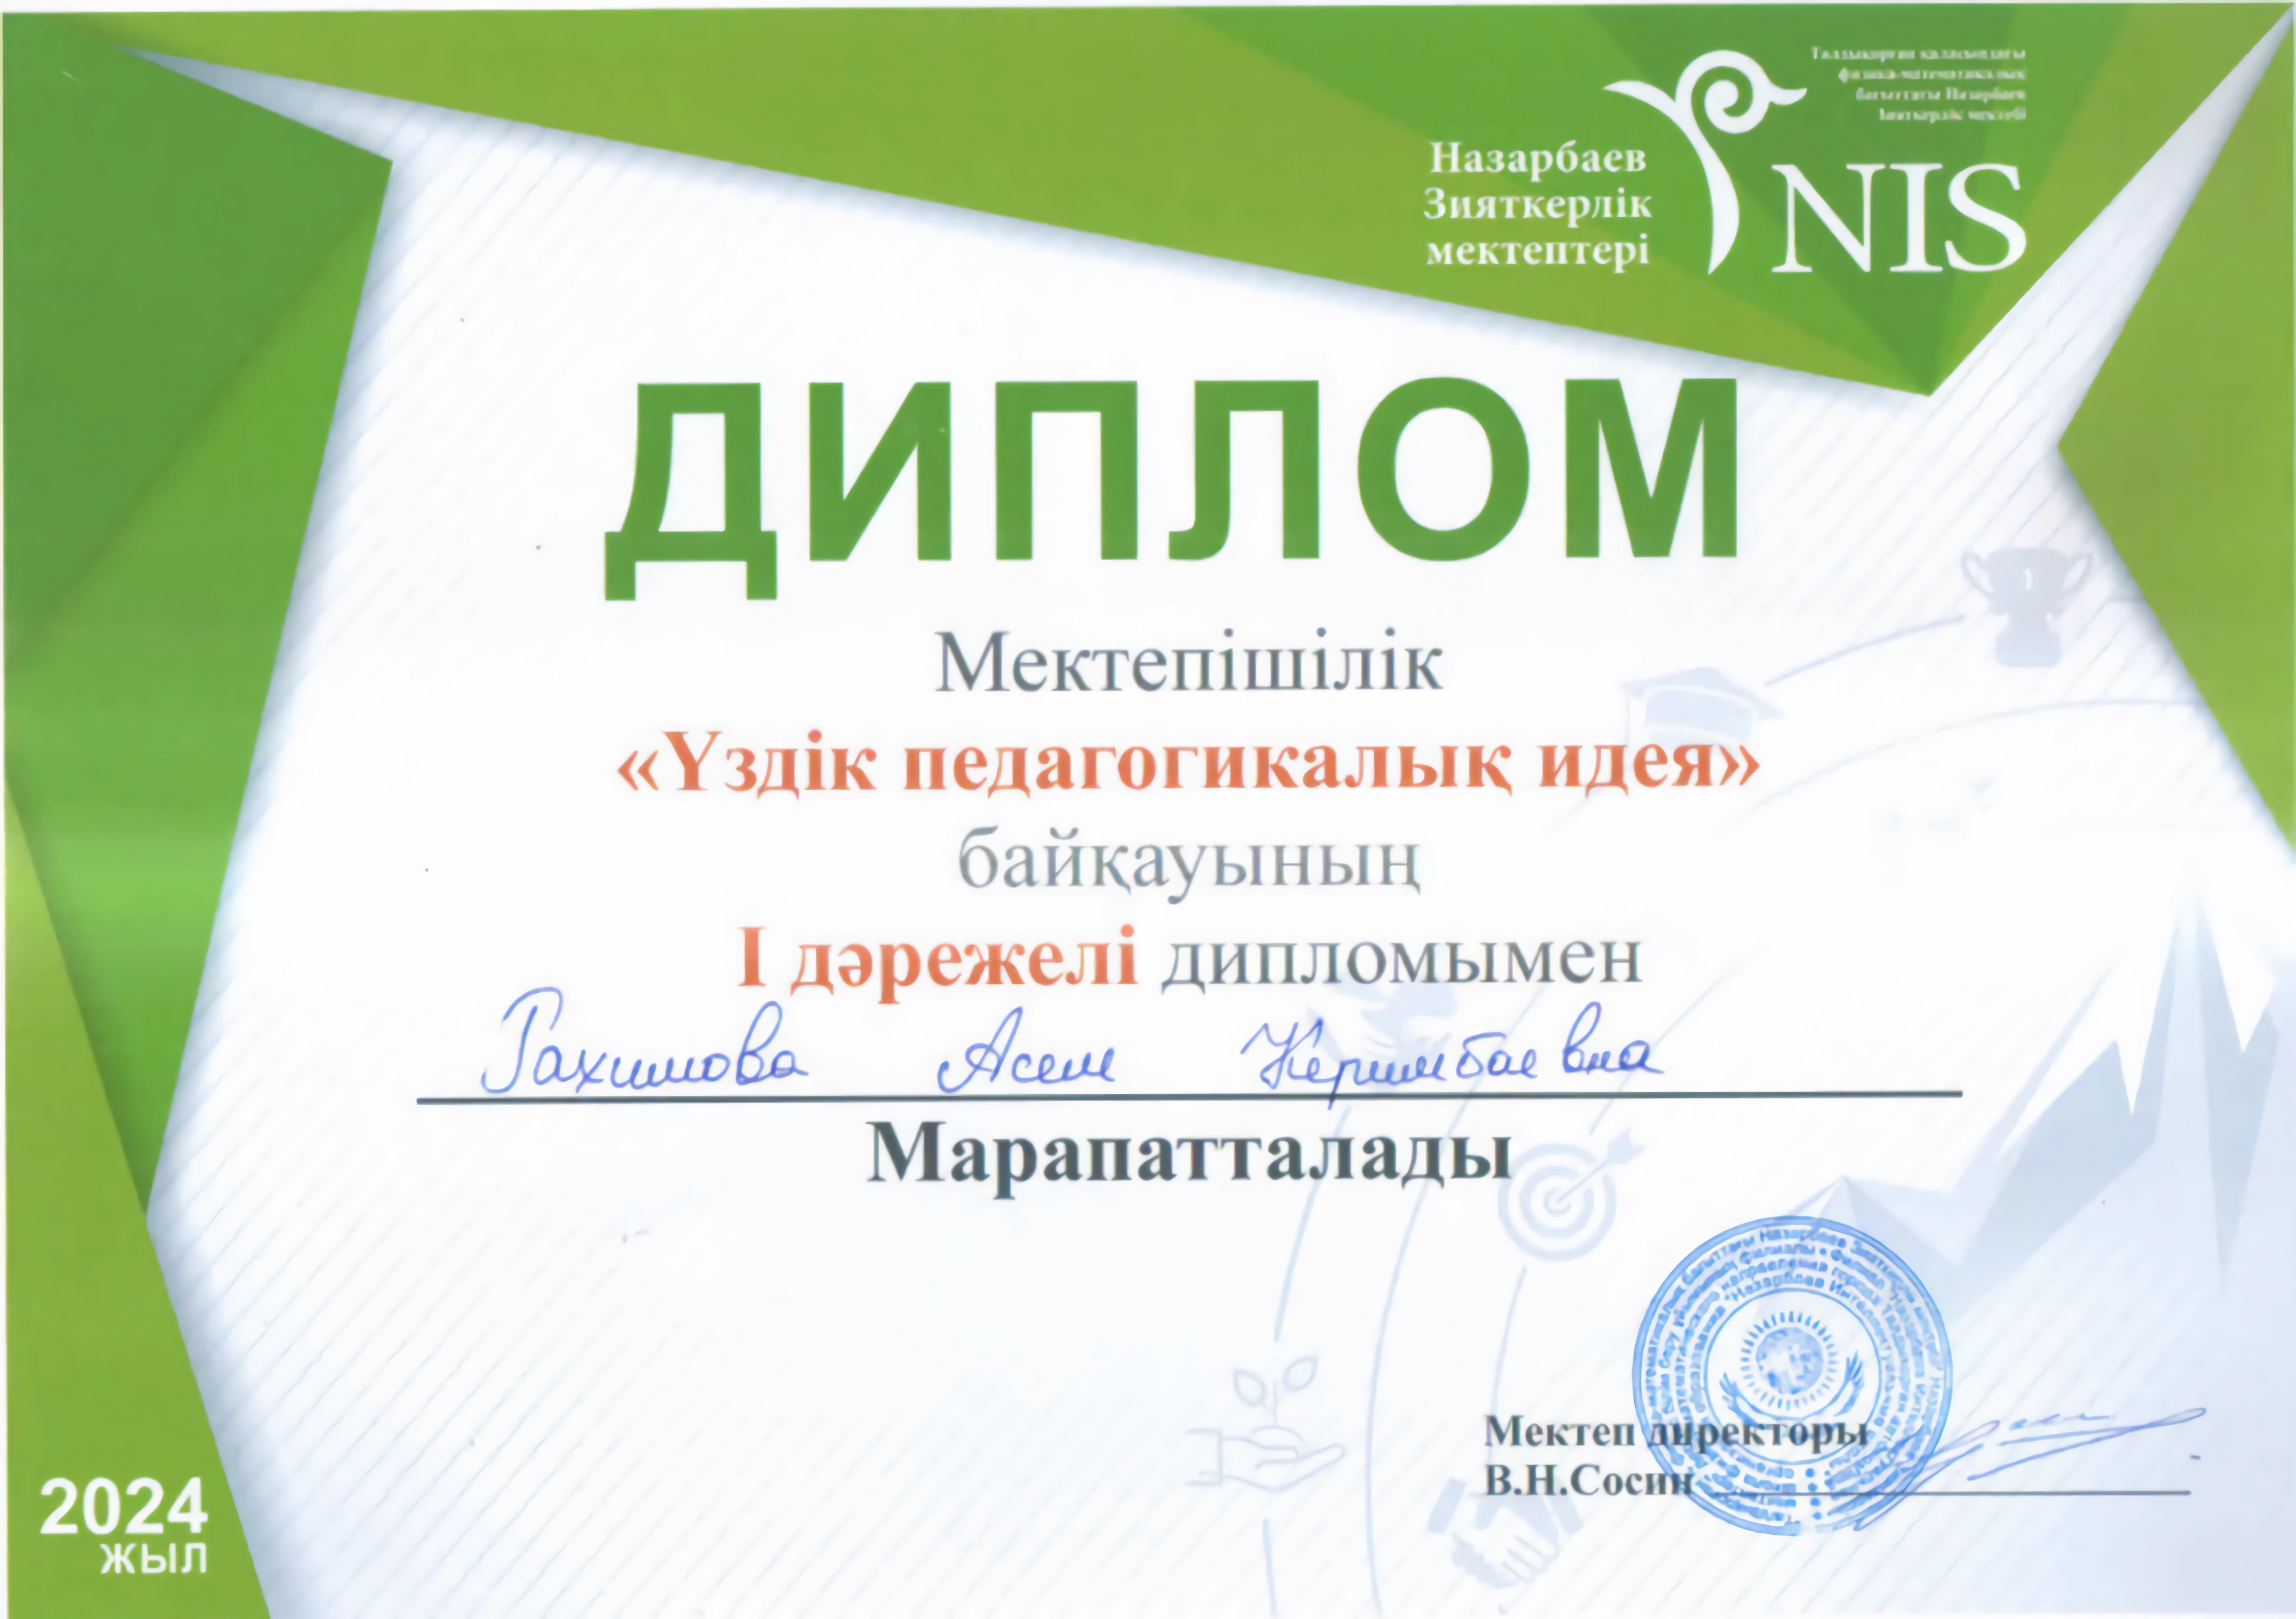 Талдықорған қаласындағы
физика-математикалық
бағыттағы Назарбаев
Зияткерлік мектебі
Назарбаев
Зияткерлік
мектептері
NIS
ДИПЛОМ
Мектепішілік
«Үздік педагогикалық идея»
байқауының
І дәрежелі дипломымен
Рахимова Асем Керимбаевна
Марапатталады
Мектеп директоры
В.Н.Сосин
2024
ЖЫЛ